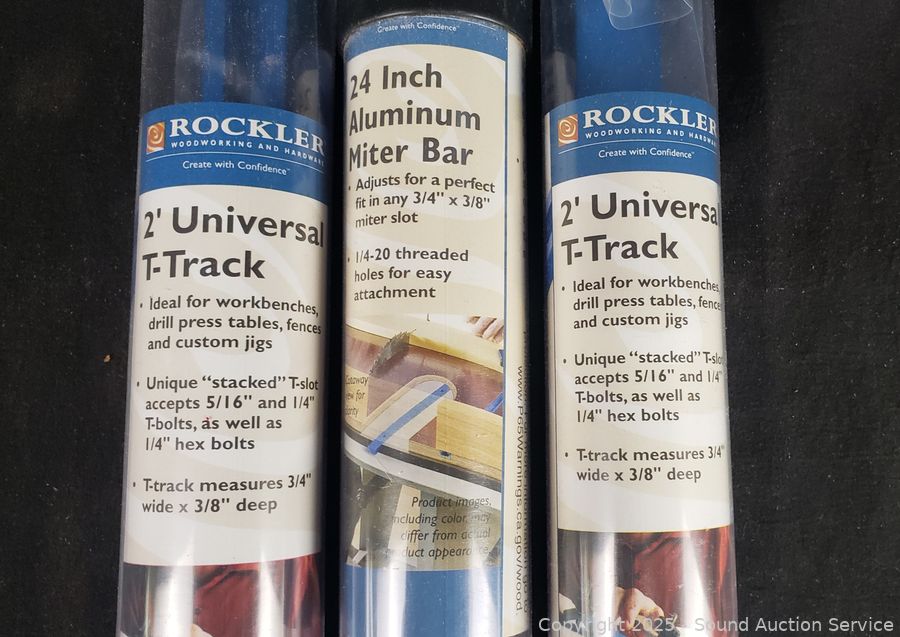 ROCKLER
WOODWORKING AND HARDWARE
Create with Confidence™
2' Universal
T-Track
• Ideal for workbenches,
drill press tables, fences
and custom jigs
• Unique “stacked” T-slot
accepts 5/16" and 1/4"
T-bolts, as well as
1/4" hex bolts
• T-track measures 3/4"
wide x 3/8" deep
Create with Confidence™
24 Inch
Aluminum
Miter Bar
• Adjusts for a perfect
fit in any 3/4" x 3/8"
miter slot
• 1/4-20 threaded
holes for easy
attachment
Cutaway
view for
clarity
Product images,
including color, may
differ from actual
product appearance.
www.P65Warnings.ca.gov/wood
ROCKLER
WOODWORKING AND HARDWARE
Create with Confidence™
2' Universal
T-Track
• Ideal for workbenches,
drill press tables, fences
and custom jigs
• Unique “stacked” T-slot
accepts 5/16" and 1/4"
T-bolts, as well as
1/4" hex bolts
• T-track measures 3/4"
wide x 3/8" deep
Copyright 2025 - Sound Auction Service